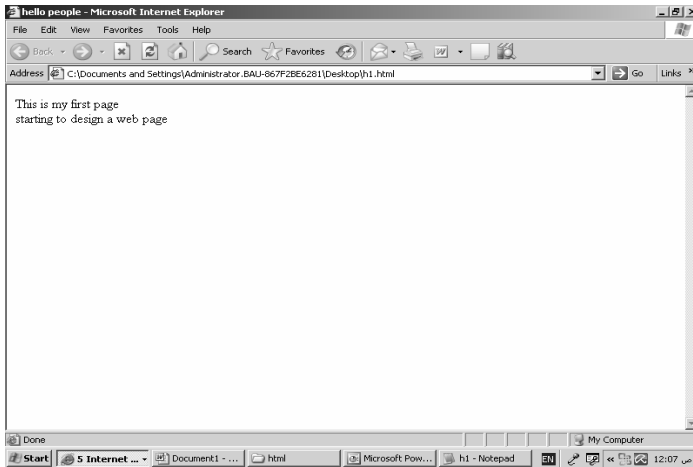 hello people - Microsoft Internet Explorer
File Edit View Favorites Tools Help
Back Search Favorites
Address C:\Documents and Settings\Administrator.BAU-867F2BE6281\Desktop\h1.html Go Links »
This is my first page
starting to design a web page
Done My Computer
Start 5 Internet ... Document1 - ... html Microsoft Pow... h1 - Notepad EN « 12:07 ص